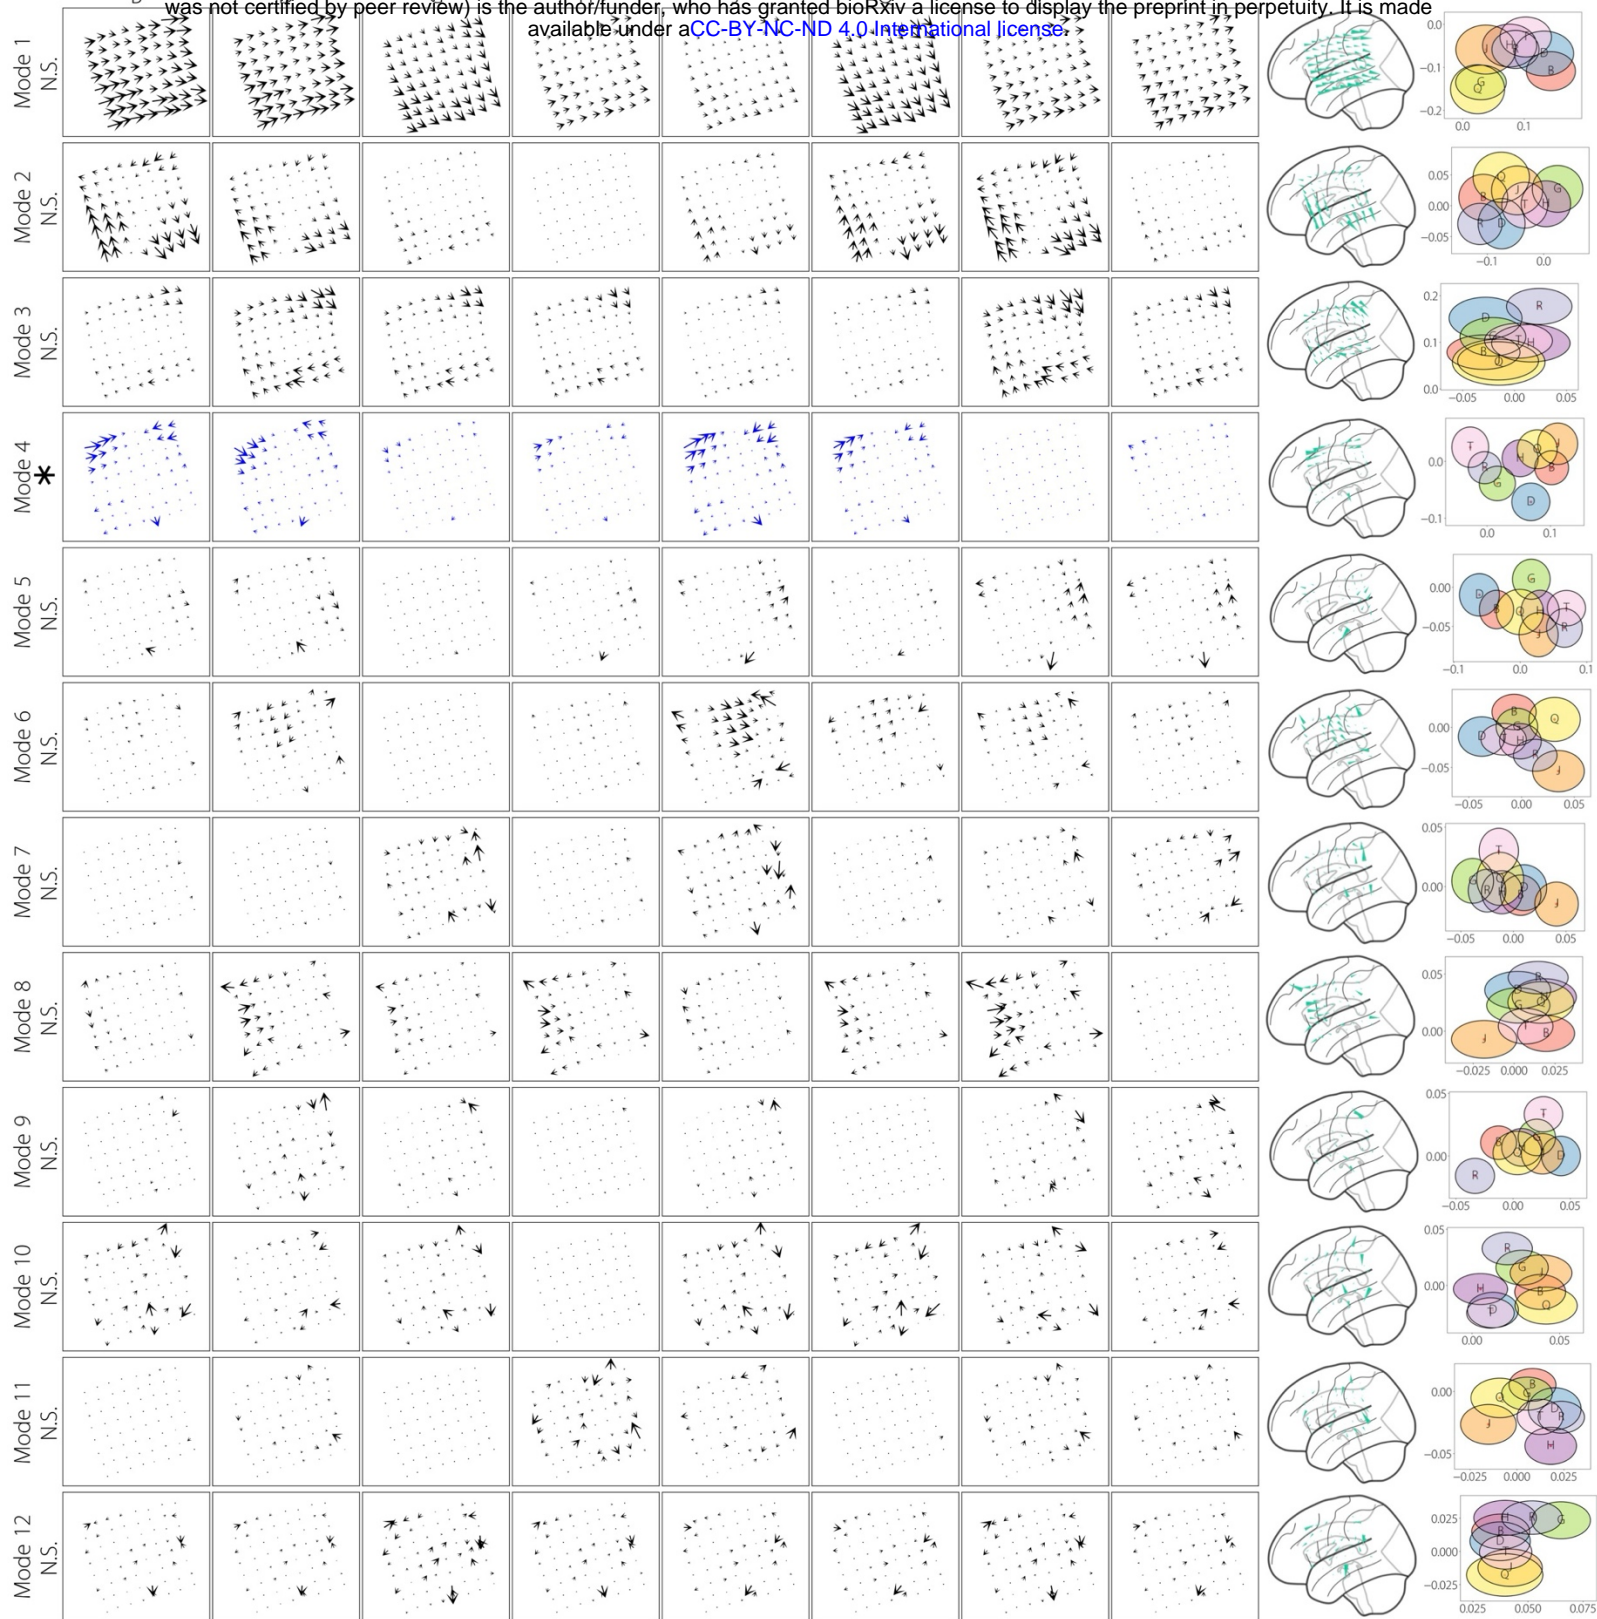 was not certified by peer review) is the author/funder, who has granted bioRxiv a license to display the preprint in perpetuity. It is made
available under aCC-BY-NC-ND 4.0 International license.
Mode 1
N.S.
0.0
−0.1
−0.2
0.0 0.1
G
Q
J
H
D
B
Mode 2
N.S.
0.05
0.00
−0.05
−0.1 0.0
Q
G
B
J
T
H
R
D
Mode 3
N.S.
0.2
0.1
0.0
−0.05 0.00 0.05
R
D
T
H
B
Q
Mode 4
*
0.0
−0.1
0.0 0.1
T
R
G
H
Q
J
B
D
Mode 5
N.S.
0.00
−0.05
−0.1 0.0 0.1
G
D
B
Q
H
T
R
J
Mode 6
N.S.
0.00
−0.05
−0.05 0.00 0.05
B
Q
G
D
T
H
R
J
Mode 7
N.S.
0.05
0.00
−0.05 0.00 0.05
T
G
R
H
B
D
J
Mode 8
N.S.
0.05
0.00
−0.025 0.000 0.025
R
D
G
Q
J
T
B
Mode 9
N.S.
0.05
0.00
−0.05 0.00 0.05
T
B
G
Q
D
R
Mode 10
N.S.
0.05
0.00
0.00 0.05
R
G
J
H
B
D
T
Q
Mode 11
N.S.
0.00
−0.05
−0.025 0.000 0.025
B
Q
G
D
J
T
R
H
Mode 12
N.S.
0.025
0.000
−0.025
0.025 0.050 0.075
H
R
G
B
D
T
J
Q